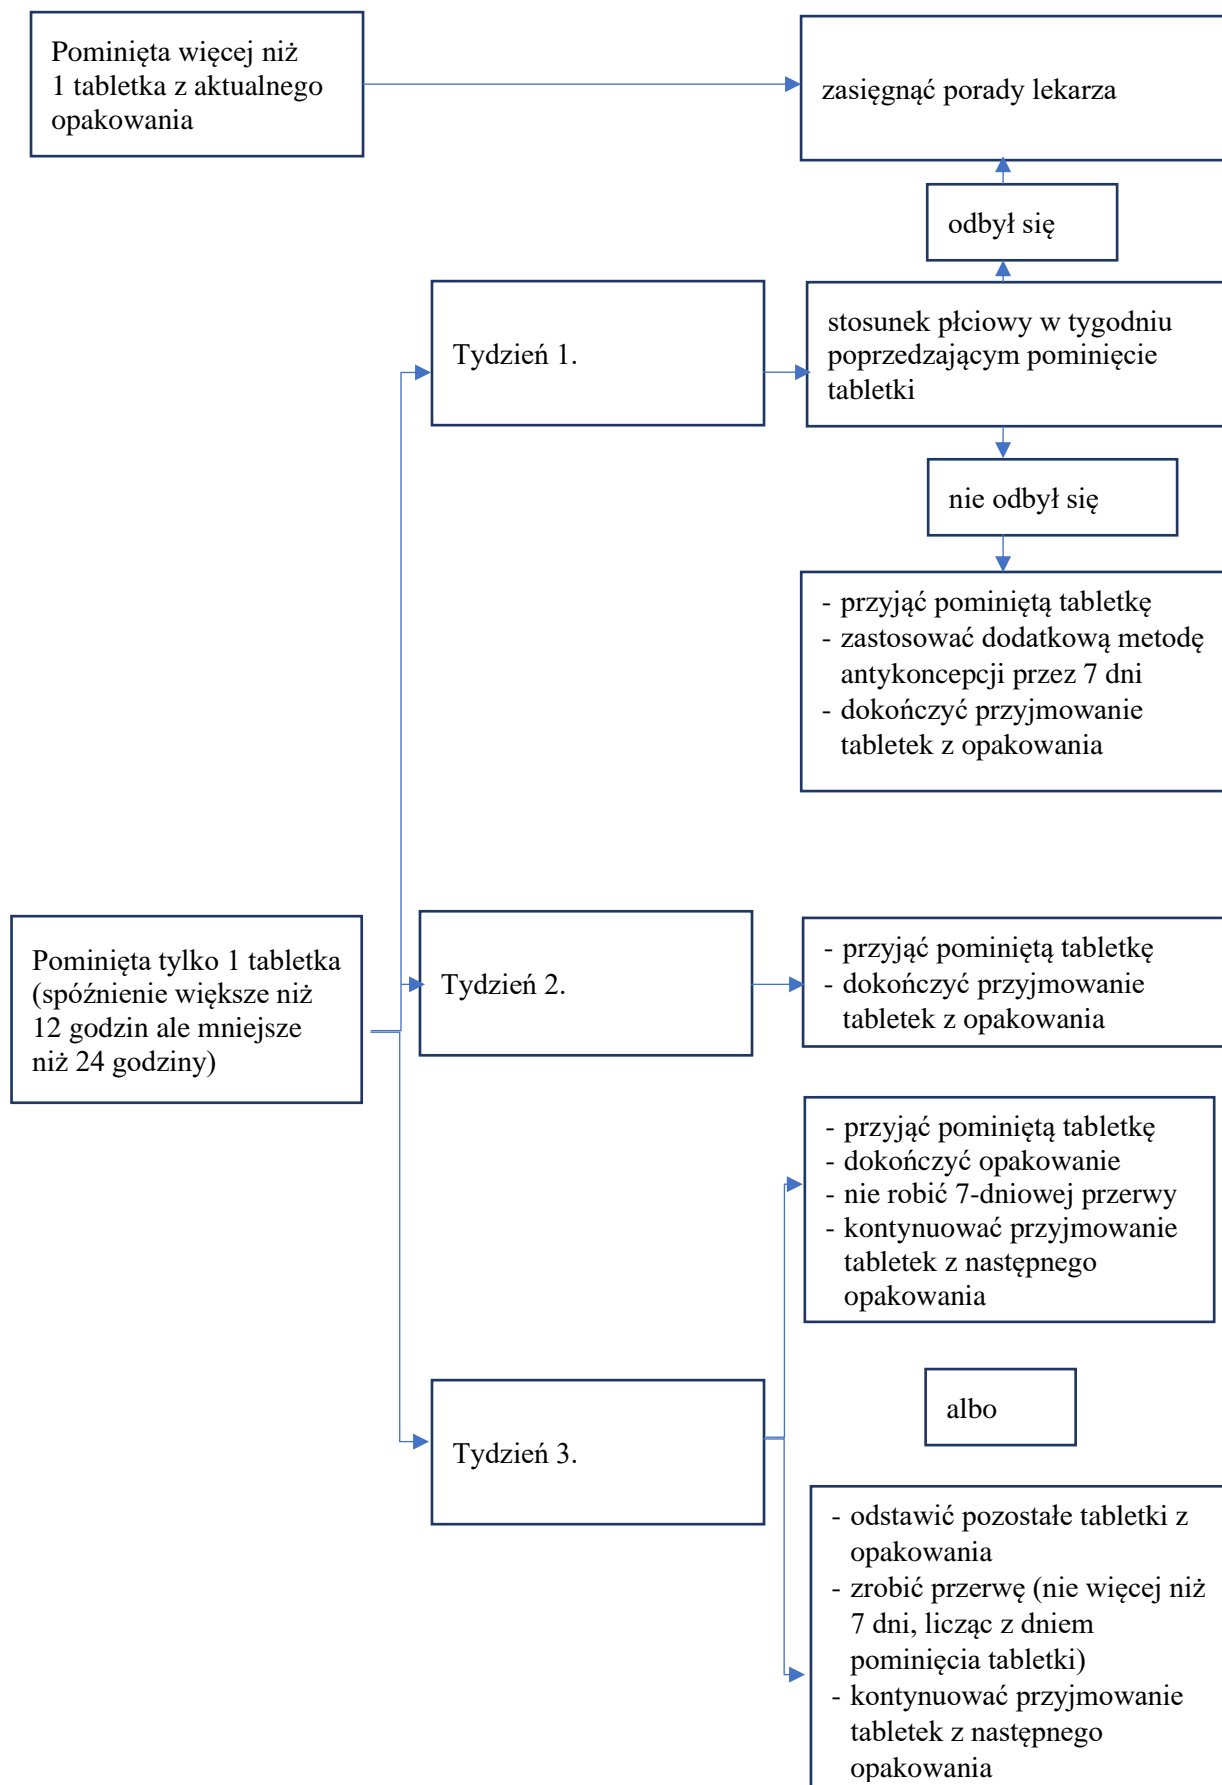 Pominięta więcej niż
1 tabletka z aktualnego
opakowania
zasięgnąć porady lekarza
odbył się
Tydzień 1.
stosunek płciowy w tygodniu
poprzedzającym pominięcie
tabletki
nie odbył się
- przyjąć pominiętą tabletkę
- zastosować dodatkową metodę
antykoncepcji przez 7 dni
- dokończyć przyjmowanie
tabletek z opakowania
Pominięta tylko 1 tabletka
(spóźnienie większe niż
12 godzin ale mniejsze
niż 24 godziny)
Tydzień 2.
- przyjąć pominiętą tabletkę
- dokończyć przyjmowanie
tabletek z opakowania
- przyjąć pominiętą tabletkę
- dokończyć opakowanie
- nie robić 7-dniowej przerwy
- kontynuować przyjmowanie
tabletek z następnego
opakowania
albo
Tydzień 3.
- odstawić pozostałe tabletki z
opakowania
- zrobić przerwę (nie więcej niż
7 dni, licząc z dniem
pominięcia tabletki)
- kontynuować przyjmowanie
tabletek z następnego
opakowania